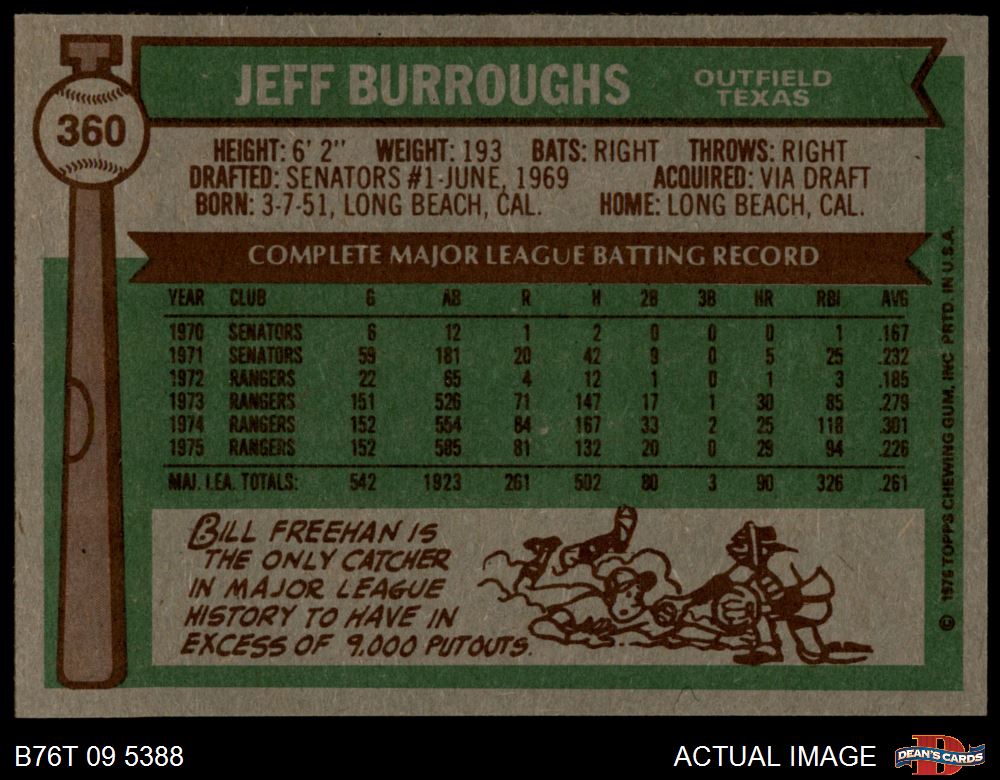 JEFF BURROUGHS
OUTFIELD
TEXAS
360
HEIGHT: 6' 2" WEIGHT: 193 BATS: RIGHT THROWS: RIGHT
DRAFTED: SENATORS #1-JUNE, 1969 ACQUIRED: VIA DRAFT
BORN: 3-7-51, LONG BEACH, CAL. HOME: LONG BEACH, CAL.
COMPLETE MAJOR LEAGUE BATTING RECORD
YEAR CLUB G AB R H 2B 3B HR RBI AVG
1970 SENATORS 6 12 1 2 0 0 0 1 .167
1971 SENATORS 59 181 20 42 9 0 5 25 .232
1972 RANGERS 22 65 4 12 1 0 1 3 .185
1973 RANGERS 151 526 71 147 17 1 30 85 .279
1974 RANGERS 152 554 84 167 33 2 25 118 .301
1975 RANGERS 152 585 81 132 20 0 29 94 .226
MAJ. LEA. TOTALS: 542 1923 261 502 80 3 90 326 .261
BILL FREEHAN IS
THE ONLY CATCHER
IN MAJOR LEAGUE
HISTORY TO HAVE IN
EXCESS OF 9,000 PUTOUTS.
© 1976 TOPPS CHEWING GUM, INC. PRTD. IN U.S.A.
B76T 09 5388
ACTUAL IMAGE
D
DEAN'S CARDS